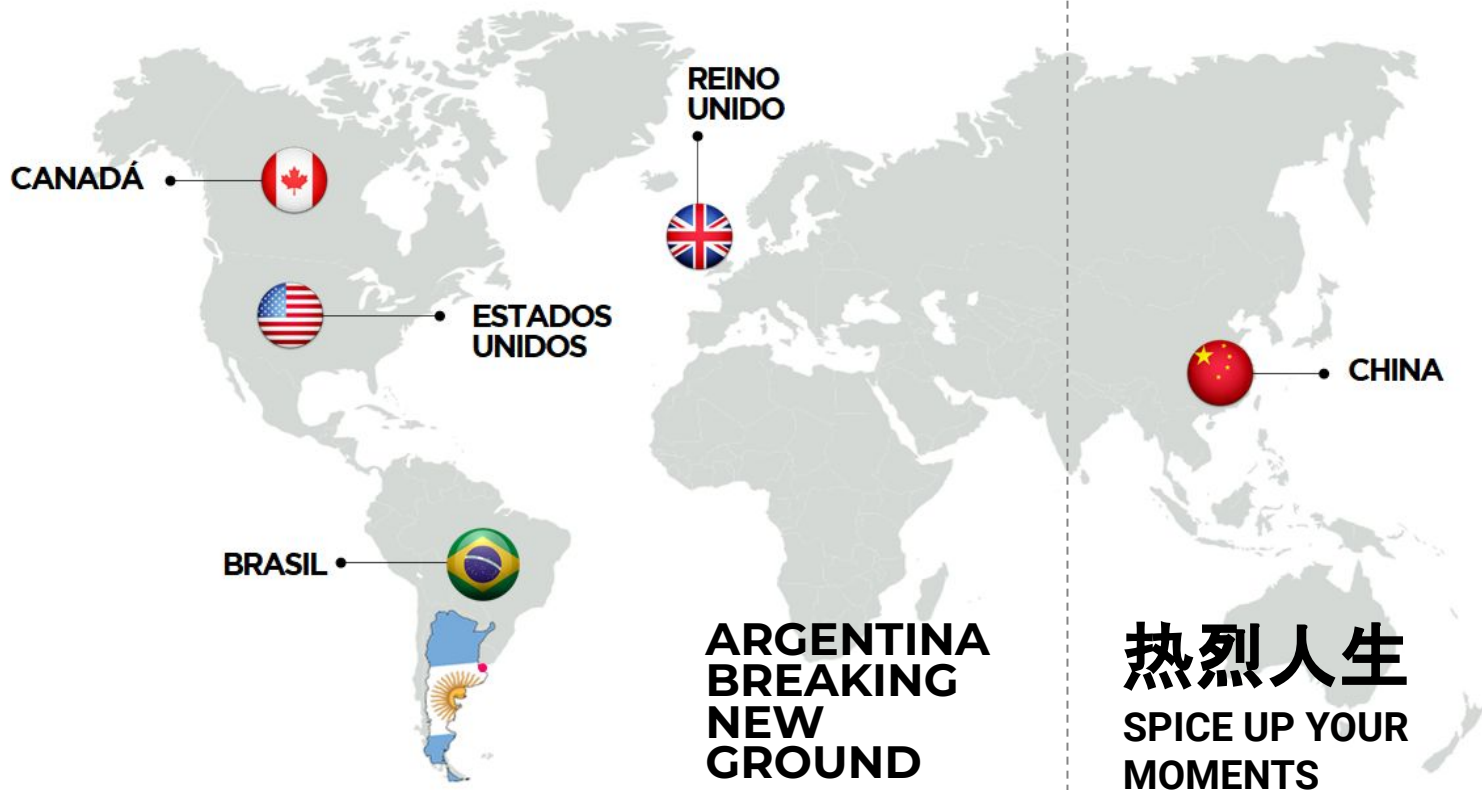 REINO
UNIDO
CANADÁ
ESTADOS
UNIDOS
CHINA
BRASIL
ARGENTINA
BREAKING
NEW
GROUND
热烈人生
SPICE UP YOUR
MOMENTS